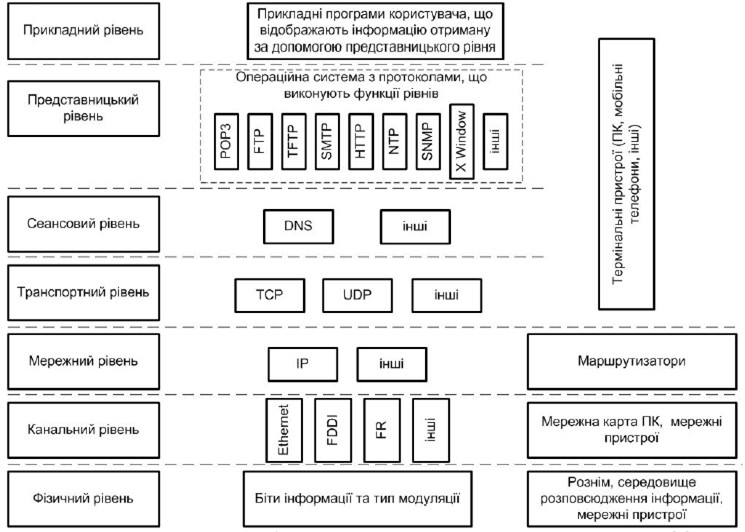 Прикладний рівень
Прикладні програми користувача, що
відображають інформацію отриману
за допомогою представницького рівня
Представницький
рівень
Операційна система з протоколами, що
виконують функції рівнів
POP3
FTP
TFTP
SMTP
HTTP
NTP
SNMP
X Window
інші
Термінальні пристрої (ПК, мобільні
телефони, інші)
Сеансовий рівень
DNS
інші
Транспортний рівень
TCP
UDP
інші
Мережний рівень
IP
інші
Маршрутизатори
Канальний рівень
Ethernet
FDDI
FR
інші
Мережна карта ПК, мережні
пристрої
Фізичний рівень
Біти інформації та тип модуляції
Рознім, середовище
розповсюдження інформації,
мережні пристрої